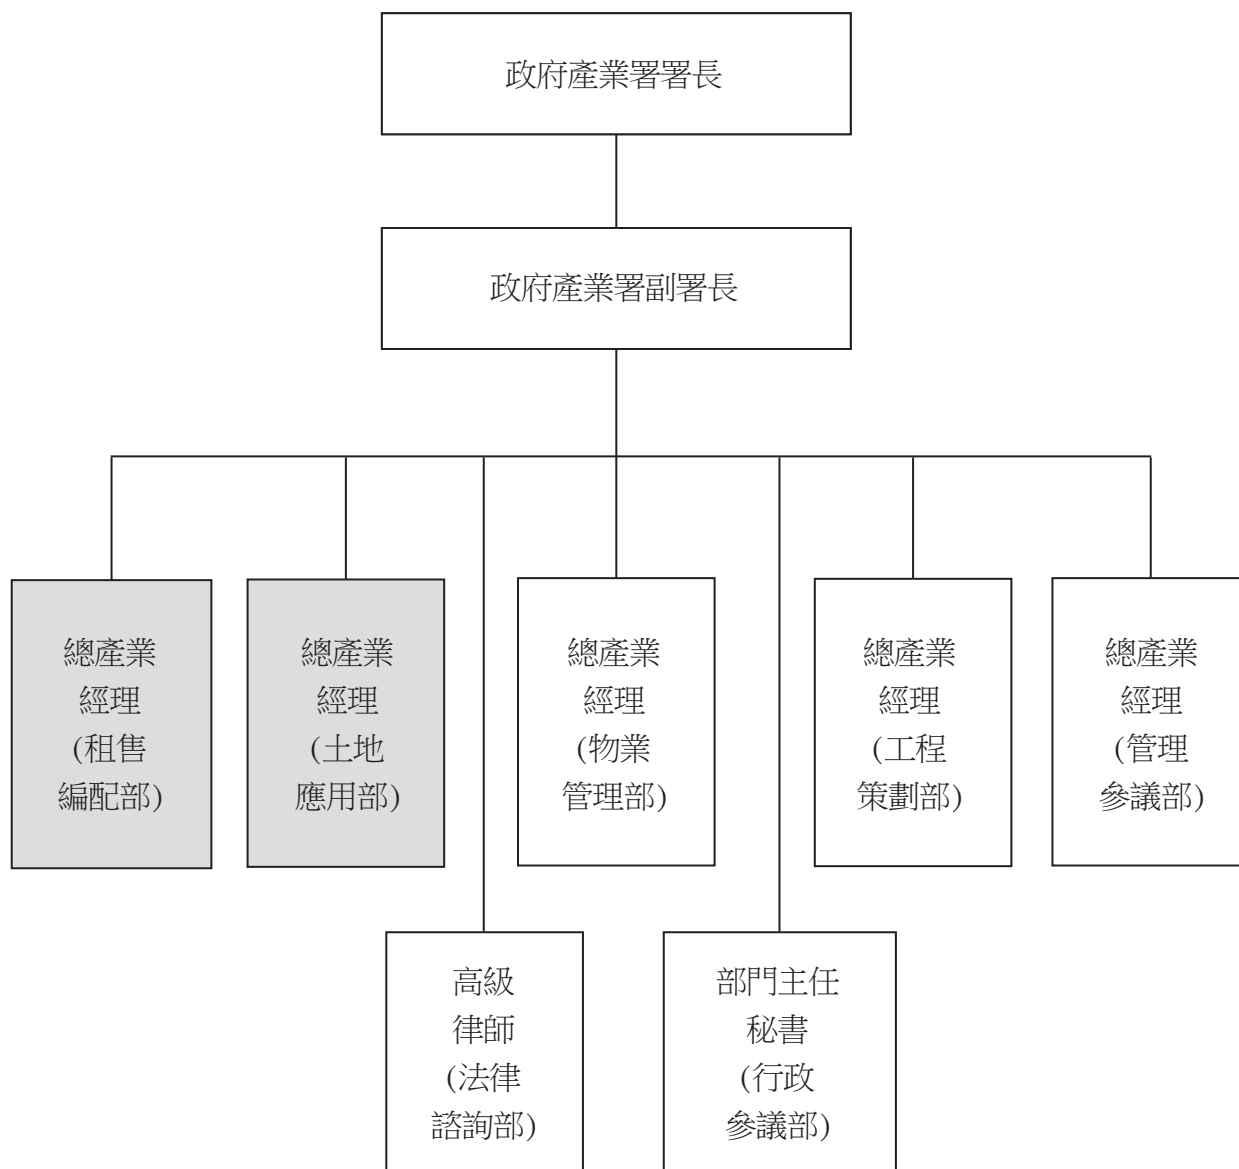 政府產業署署長
政府產業署副署長
總產業
經理
(租售
編配部)
總產業
經理
(土地
應用部)
總產業
經理
(物業
管理部)
總產業
經理
(工程
策劃部)
總產業
經理
(管理
參議部)
高級
律師
(法律
諮詢部)
部門主任
秘書
(行政
參議部)